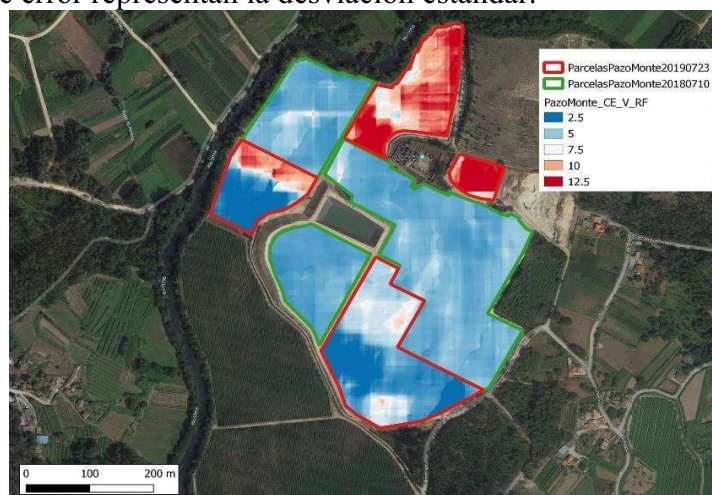 e error representan la desviación estándar.
ParcelasPazoMonte20190723
ParcelasPazoMonte20180710
PazoMonte_CE_V_RF
2.5
5
7.5
10
12.5
0 100 200 m